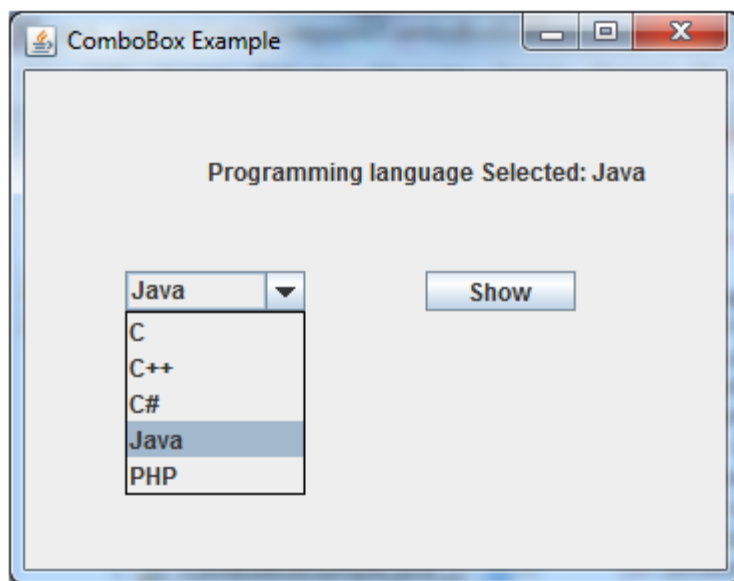 ComboBox Example
Programming language Selected: Java
Java
Show
C
C++
C#
Java
PHP